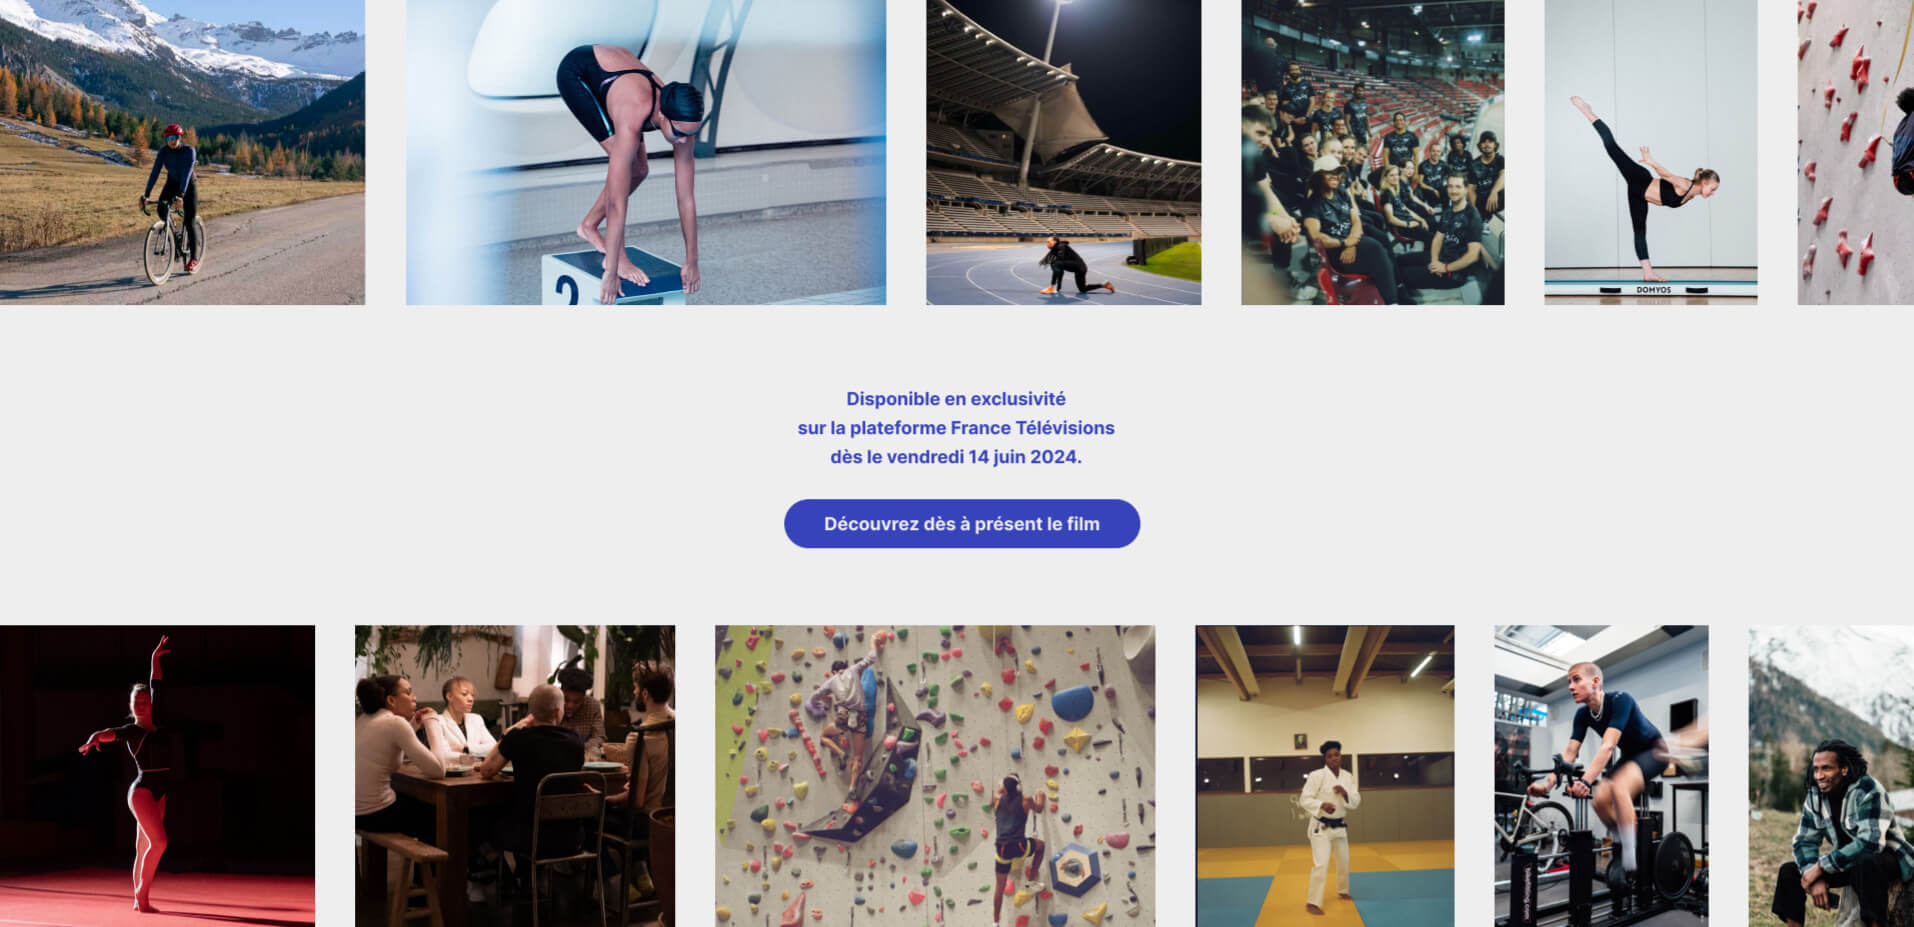 2
DOMYOS
Disponible en exclusivité
sur la plateforme France Télévisions
dès le vendredi 14 juin 2024.
Découvrez dès à présent le film